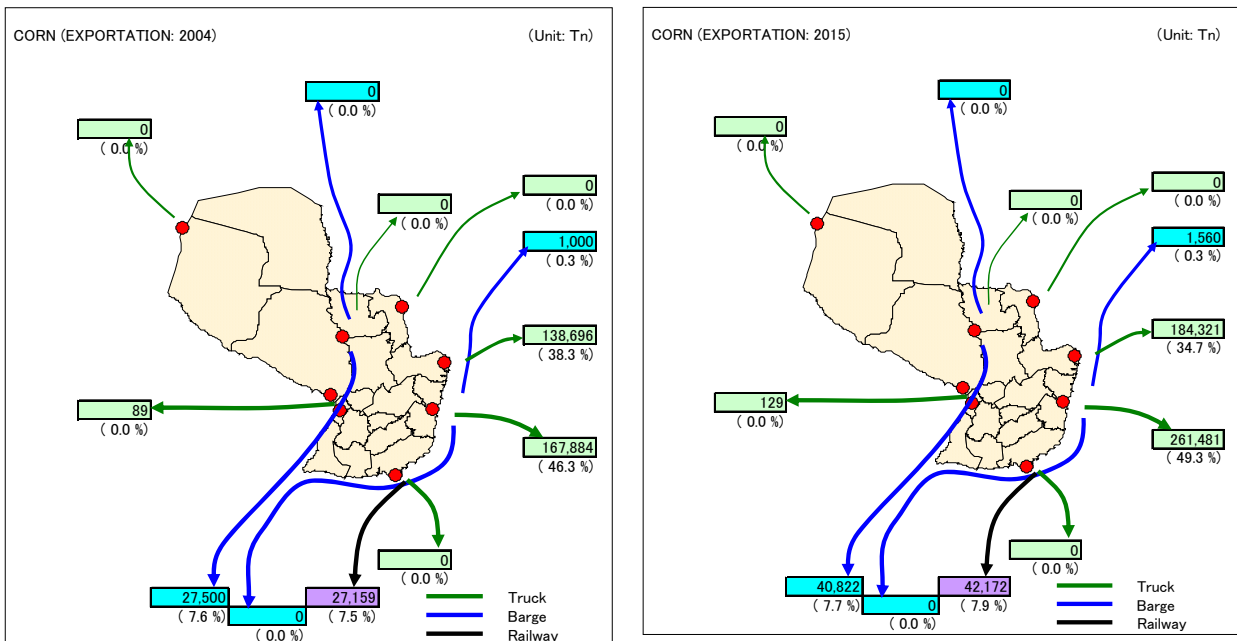 CORN (EXPORTATION: 2004) (Unit: Tn)
0
( 0.0 %)
0
( 0.0 %)
0
( 0.0 %)
0
( 0.0 %)
1,000
( 0.3 %)
138,696
( 38.3 %)
89
( 0.0 %)
167,884
( 46.3 %)
0
( 0.0 %)
27,500
( 7.6 %)
0
( 0.0 %)
27,159
( 7.5 %)
Truck
Barge
Railway
CORN (EXPORTATION: 2015) (Unit: Tn)
0
( 0.0 %)
0
( 0.0 %)
0
( 0.0 %)
0
( 0.0 %)
1,560
( 0.3 %)
184,321
( 34.7 %)
129
( 0.0 %)
261,481
( 49.3 %)
0
( 0.0 %)
40,822
( 7.7 %)
0
( 0.0 %)
42,172
( 7.9 %)
Truck
Barge
Railway